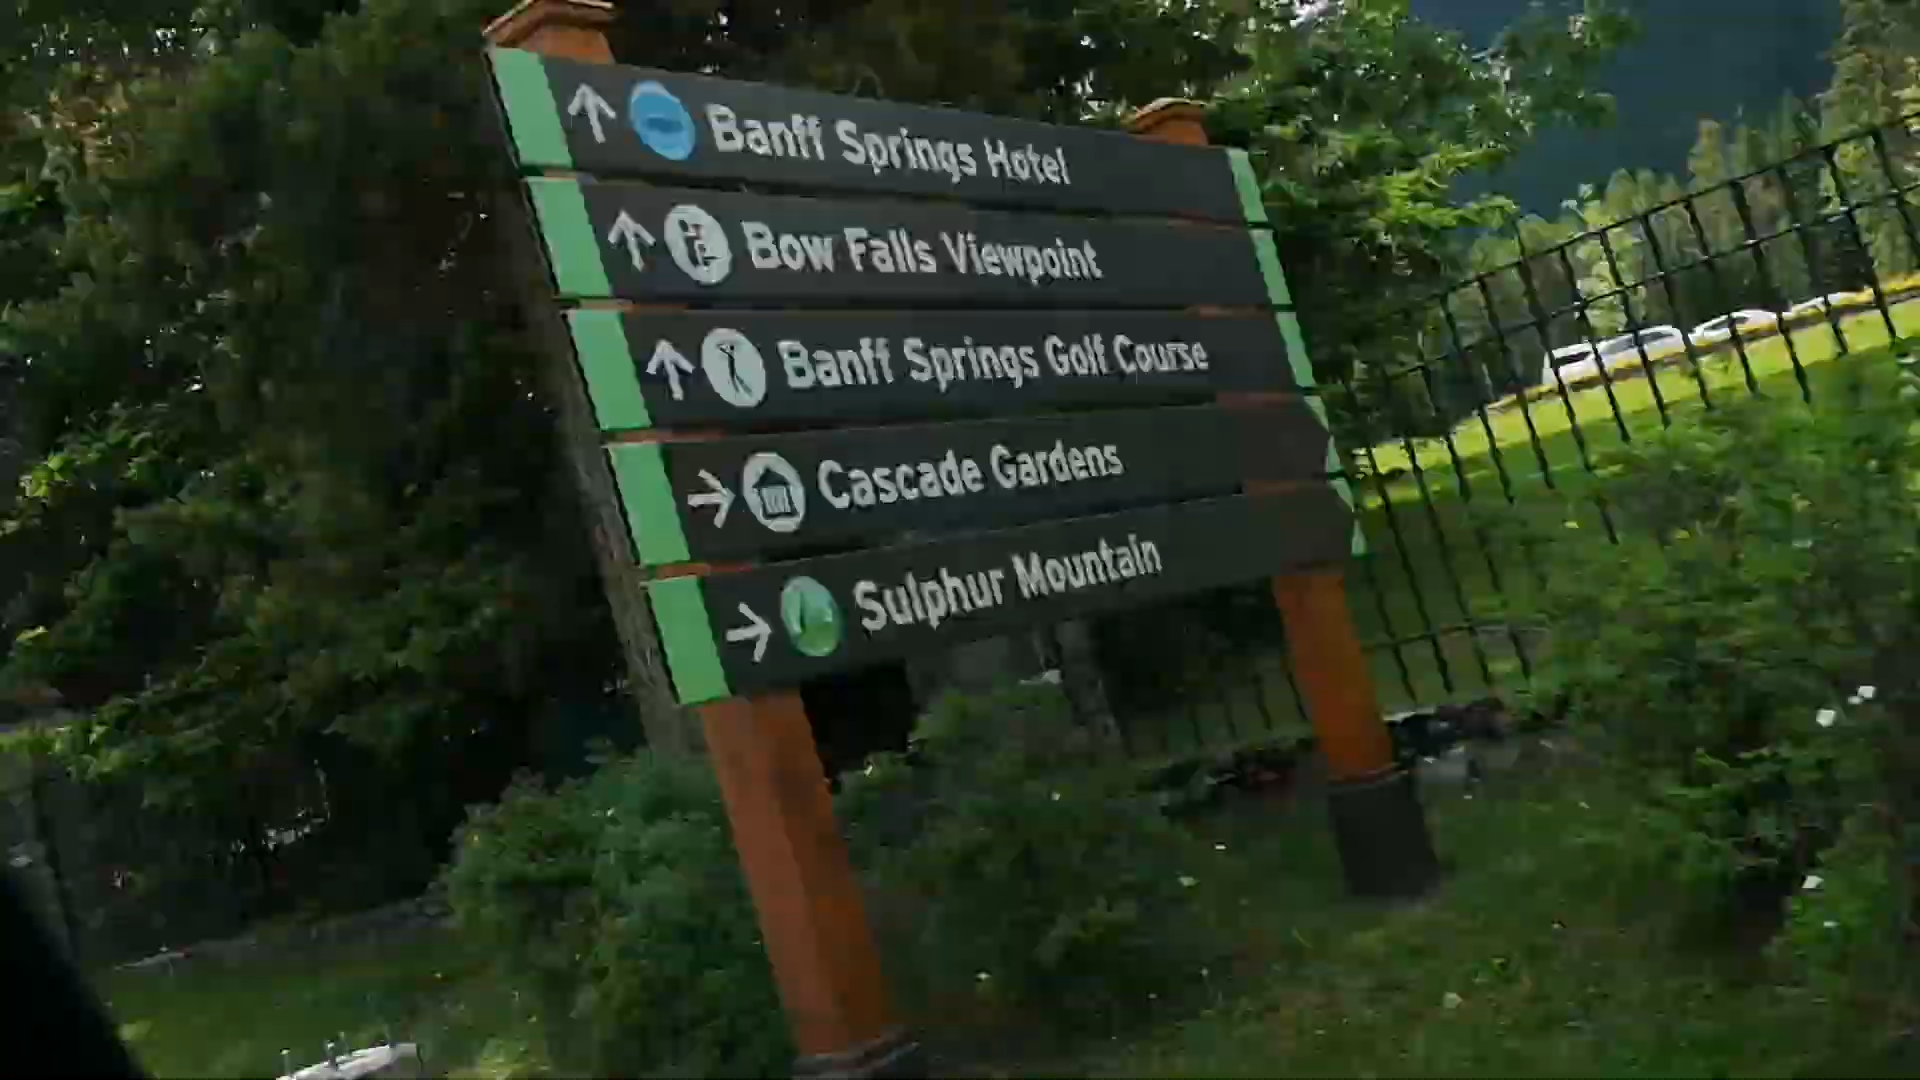 Banff Springs Hotel
Bow Falls Viewpoint
Banff Springs Golf Course
Cascade Gardens
Sulphur Mountain